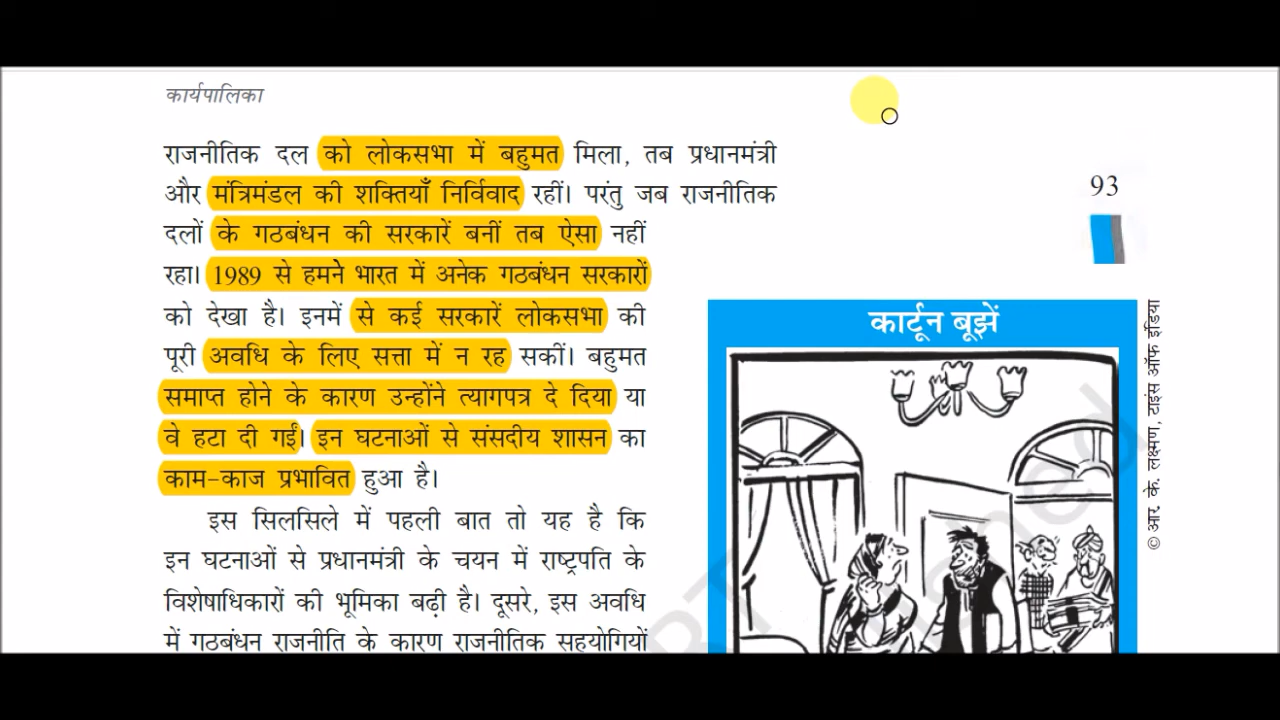 कार्यपालिका
राजनीतिक दल को लोकसभा में बहुमत मिला, तब प्रधानमंत्री
और मंत्रिमंडल की शक्तियाँ निर्विवाद रहीं। परंतु जब राजनीतिक
दलों के गठबंधन की सरकारें बनीं तब ऐसा नहीं
रहा। 1989 से हमने भारत में अनेक गठबंधन सरकारों
को देखा है। इनमें से कई सरकारें लोकसभा की
पूरी अवधि के लिए सत्ता में न रह सकीं। बहुमत
समाप्त होने के कारण उन्होंने त्यागपत्र दे दिया या
वे हटा दी गईं। इन घटनाओं से संसदीय शासन का
काम-काज प्रभावित हुआ है।
इस सिलसिले में पहली बात तो यह है कि
इन घटनाओं से प्रधानमंत्री के चयन में राष्ट्रपति के
विशेषाधिकारों की भूमिका बढ़ी है। दूसरे, इस अवधि
में गठबंधन राजनीति के कारण राजनीतिक सहयोगियों
93
कार्टून बूझें
© आर. के. लक्ष्मण, टाइंस ऑफ इंडिया